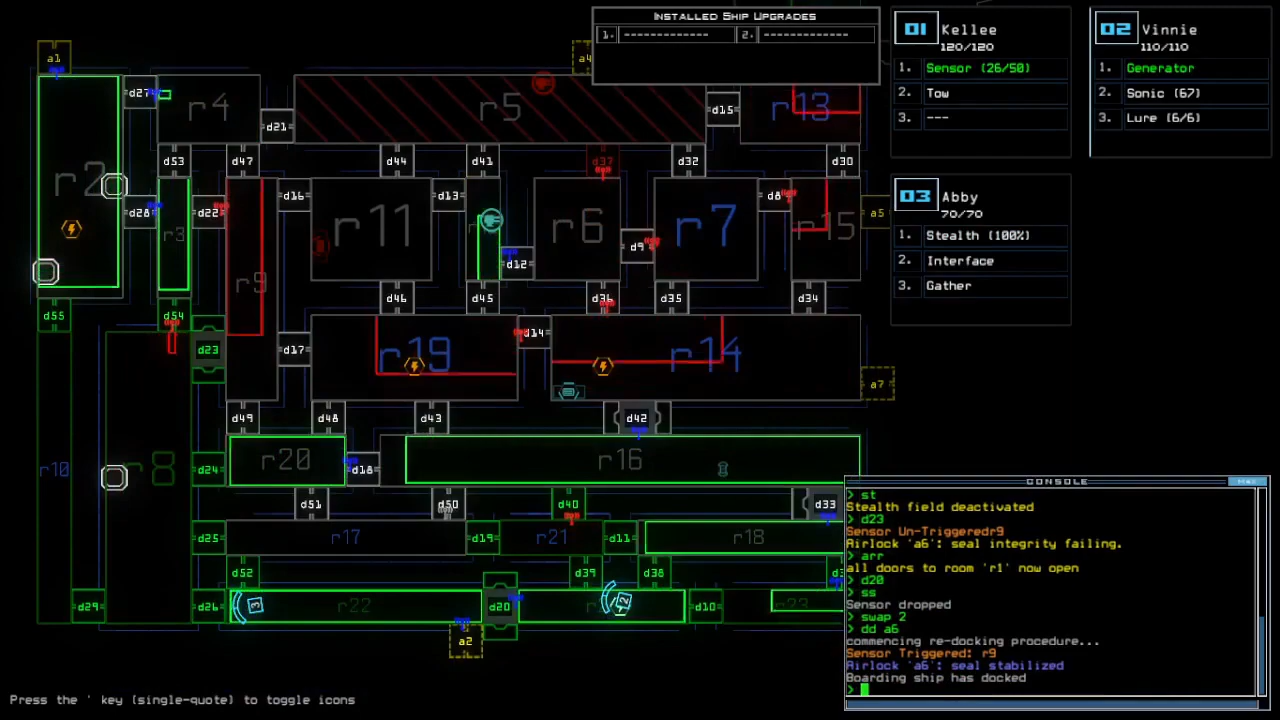 Installed Ship Upgrades
1. ------------- 2. -------------
01 Kellee
120/120
1. Sensor (26/50)
2. Tow
3. ---
02 Vinnie
110/110
1. Generator
2. Sonic (67)
3. Lure (6/6)
03 Abby
70/70
1. Stealth (100%)
2. Interface
3. Gather
a1
a4
d27
r4
r5
d15
r13
d21
d53
d47
d44
d41
d37
d32
d30
r2
d28
r3
d22
d16
r11
d13
r6
r7
d8
r15
a5
d9
d12
r9
d55
d54
d46
d45
d36
d35
d34
d23
d17
r19
d14
r14
a7
d49
d48
d43
d42
r10
r8
d24
r20
d18
r16
d51
d50
d40
d33
d25
r17
d19
r21
d11
r18
d52
d39
d38
d29
d26
3
r22
d20
2
d10
r23
a2
CONSOLE
> st
Stealth field deactivated
> d23
Sensor Un-Triggeredr9
Airlock 'a6': seal integrity failing.
> arr
all doors to room 'r1' now open
> d20
> ss
Sensor dropped
> swap 2
> dd a6
commencing re-docking procedure...
Sensor Triggered: r9
Airlock 'a6': seal stabilized
Boarding ship has docked
>
Press the ' key (single-quote) to toggle icons